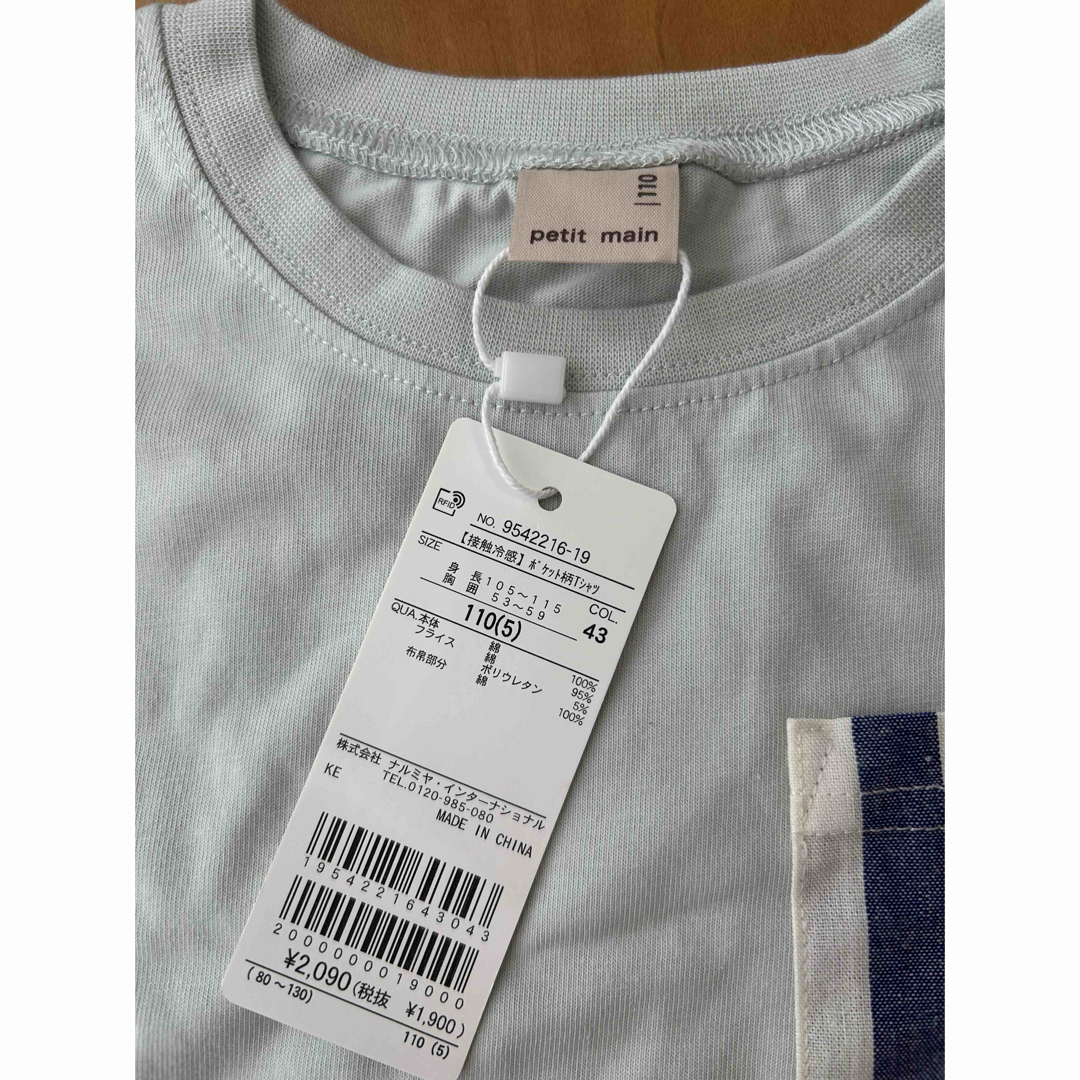 110
petit main
RFID
NO. 9542216-19
【接触冷感】ﾎﾟｹｯﾄ柄Tｼｬﾂ
SIZE
身長 105～115
胸囲 53～59
COL.
110(5)
43
QUA.本体 綿 100%
フライス 綿 95%
ポリウレタン 5%
布帛部分 綿 100%
株式会社 ナルミヤ・インターナショナル
KE TEL.0120-985-080
MADE IN CHINA
1954221643043
2000000019000
¥2,090(税抜 ¥1,900)
(80～130)
110 (5)